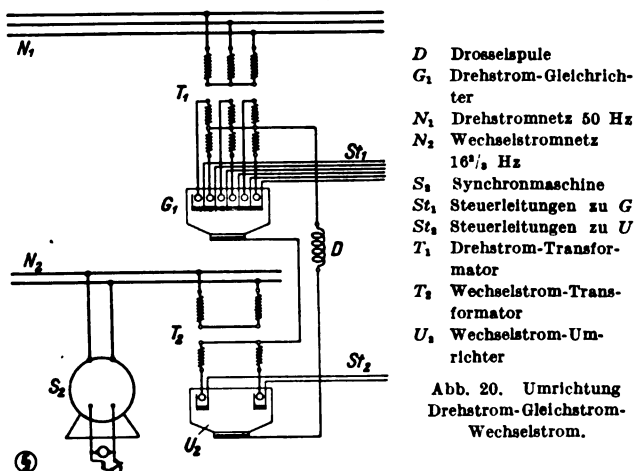 N₁
T₁
St₁
G₁
D
N₂
T₂
St₂
S₂
U₂
D Drosselspule
G₁ Drehstrom-Gleichrich-
ter
N₁ Drehstromnetz 50 Hz
N₂ Wechselstromnetz
16²/₃ Hz
S₂ Synchronmaschine
St₁ Steuerleitungen zu G
St₂ Steuerleitungen zu U
T₁ Drehstrom-Transfor-
mator
T₂ Wechselstrom-Trans-
formator
U₂ Wechselstrom-Um-
richter
Abb. 20. Umrichtung
Drehstrom-Gleichstrom-
Wechselstrom.